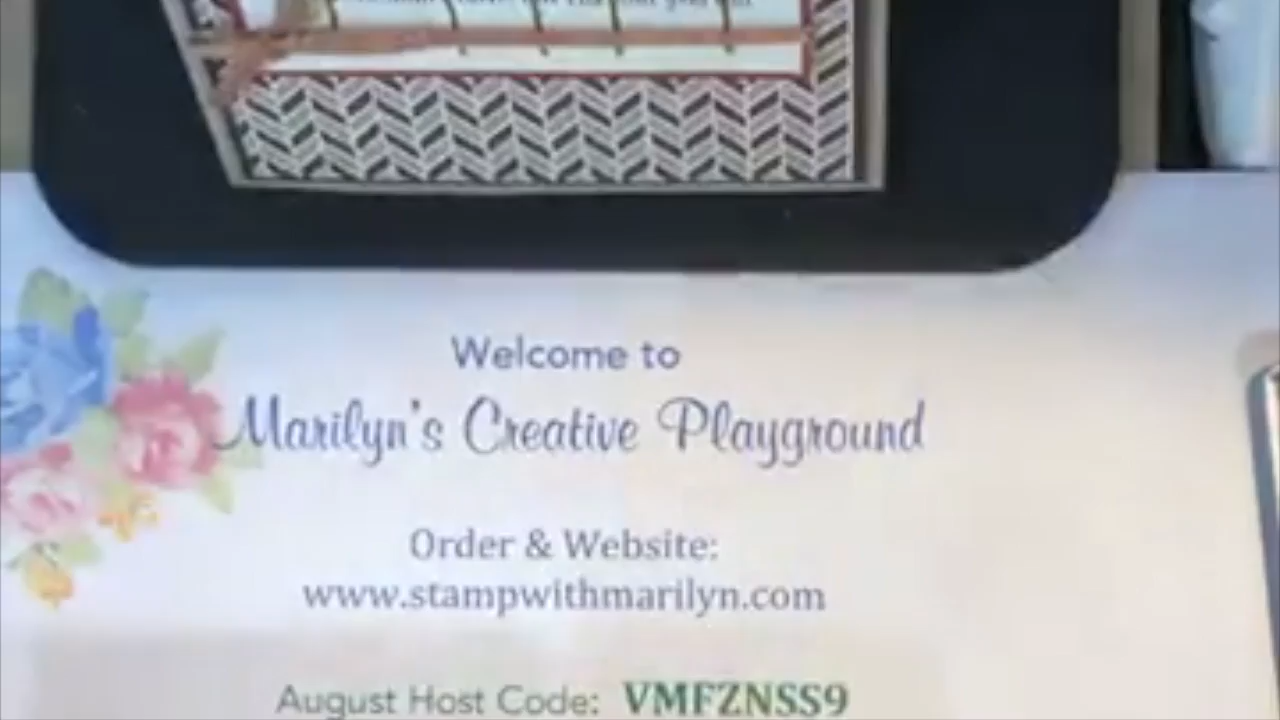 Welcome to
Marilyn's Creative Playground
Order & Website:
www.stampwithmarilyn.com
August Host Code: VMFZNSS9